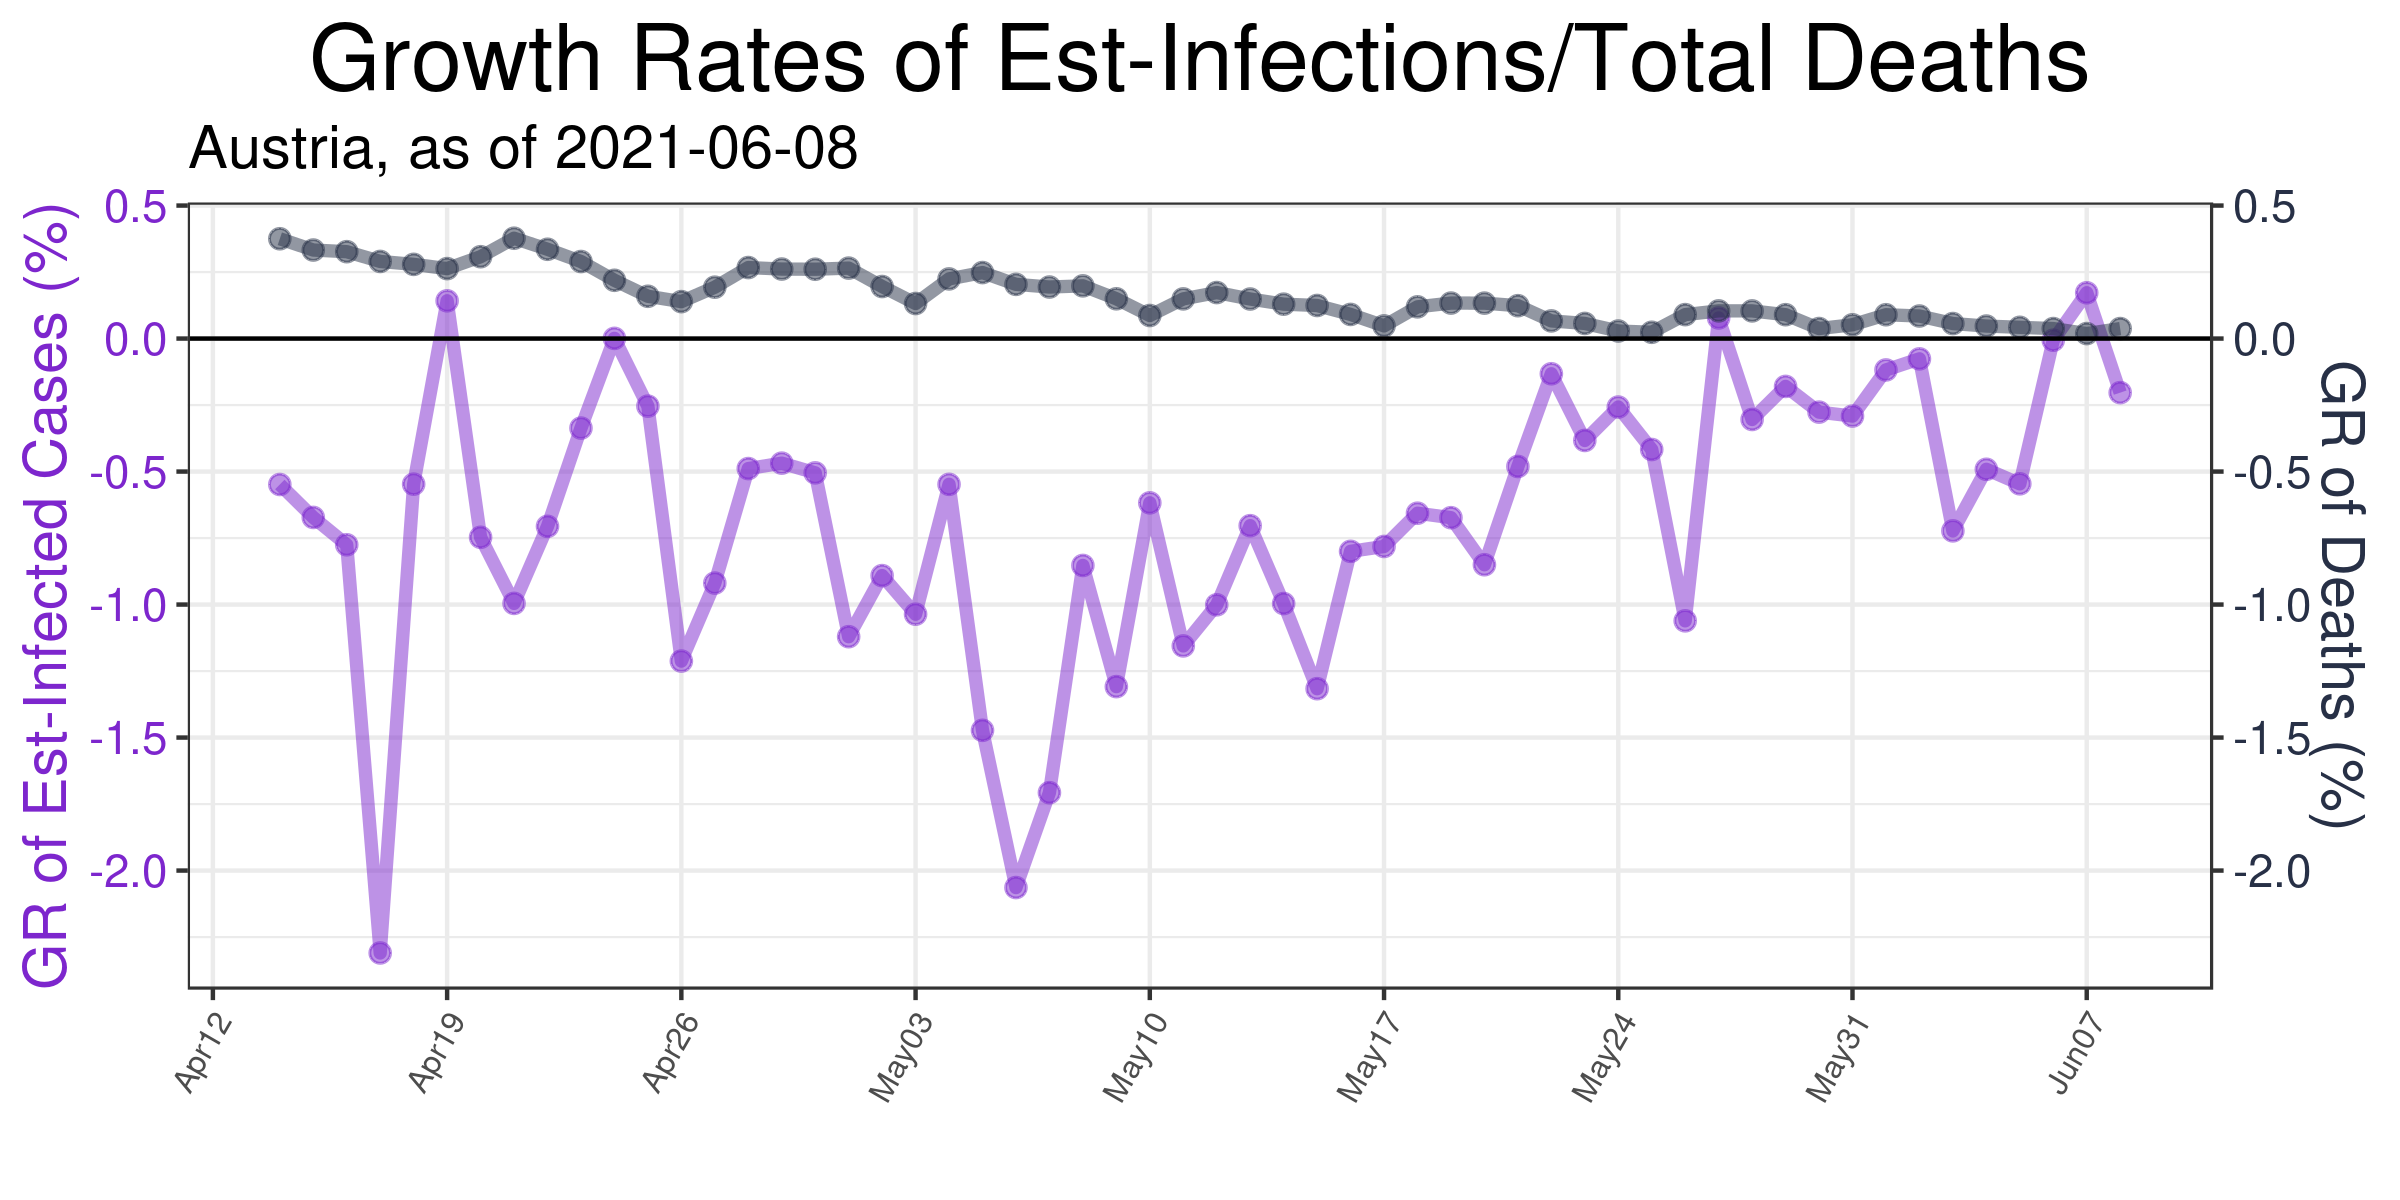 Growth Rates of Est-Infections/Total Deaths
Austria, as of 2021-06-08
GR of Est-Infected Cases (%)
0.5
0.0
-0.5
-1.0
-1.5
-2.0
0.5
0.0
-0.5
-1.0
-1.5
-2.0
GR of Deaths (%)
Apr12
Apr19
Apr26
May03
May10
May17
May24
May31
Jun07